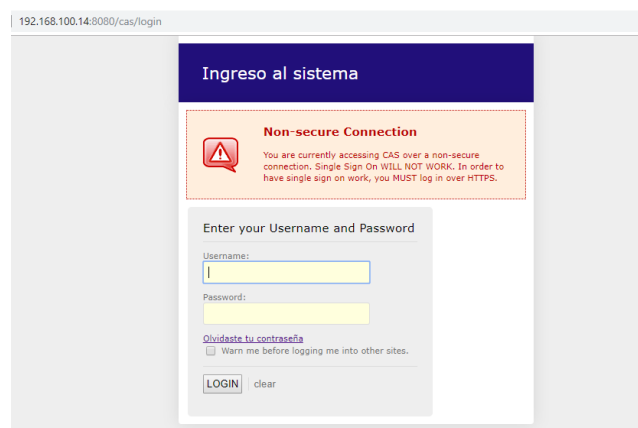 192.168.100.14:8080/cas/login
Ingreso al sistema
Non-secure Connection
You are currently accessing CAS over a non-secure
connection. Single Sign On WILL NOT WORK. In order to
have single sign on work, you MUST log in over HTTPS.
Enter your Username and Password
Username:
Password:
Olvidaste tu contraseña
Warn me before logging me into other sites.
LOGIN clear